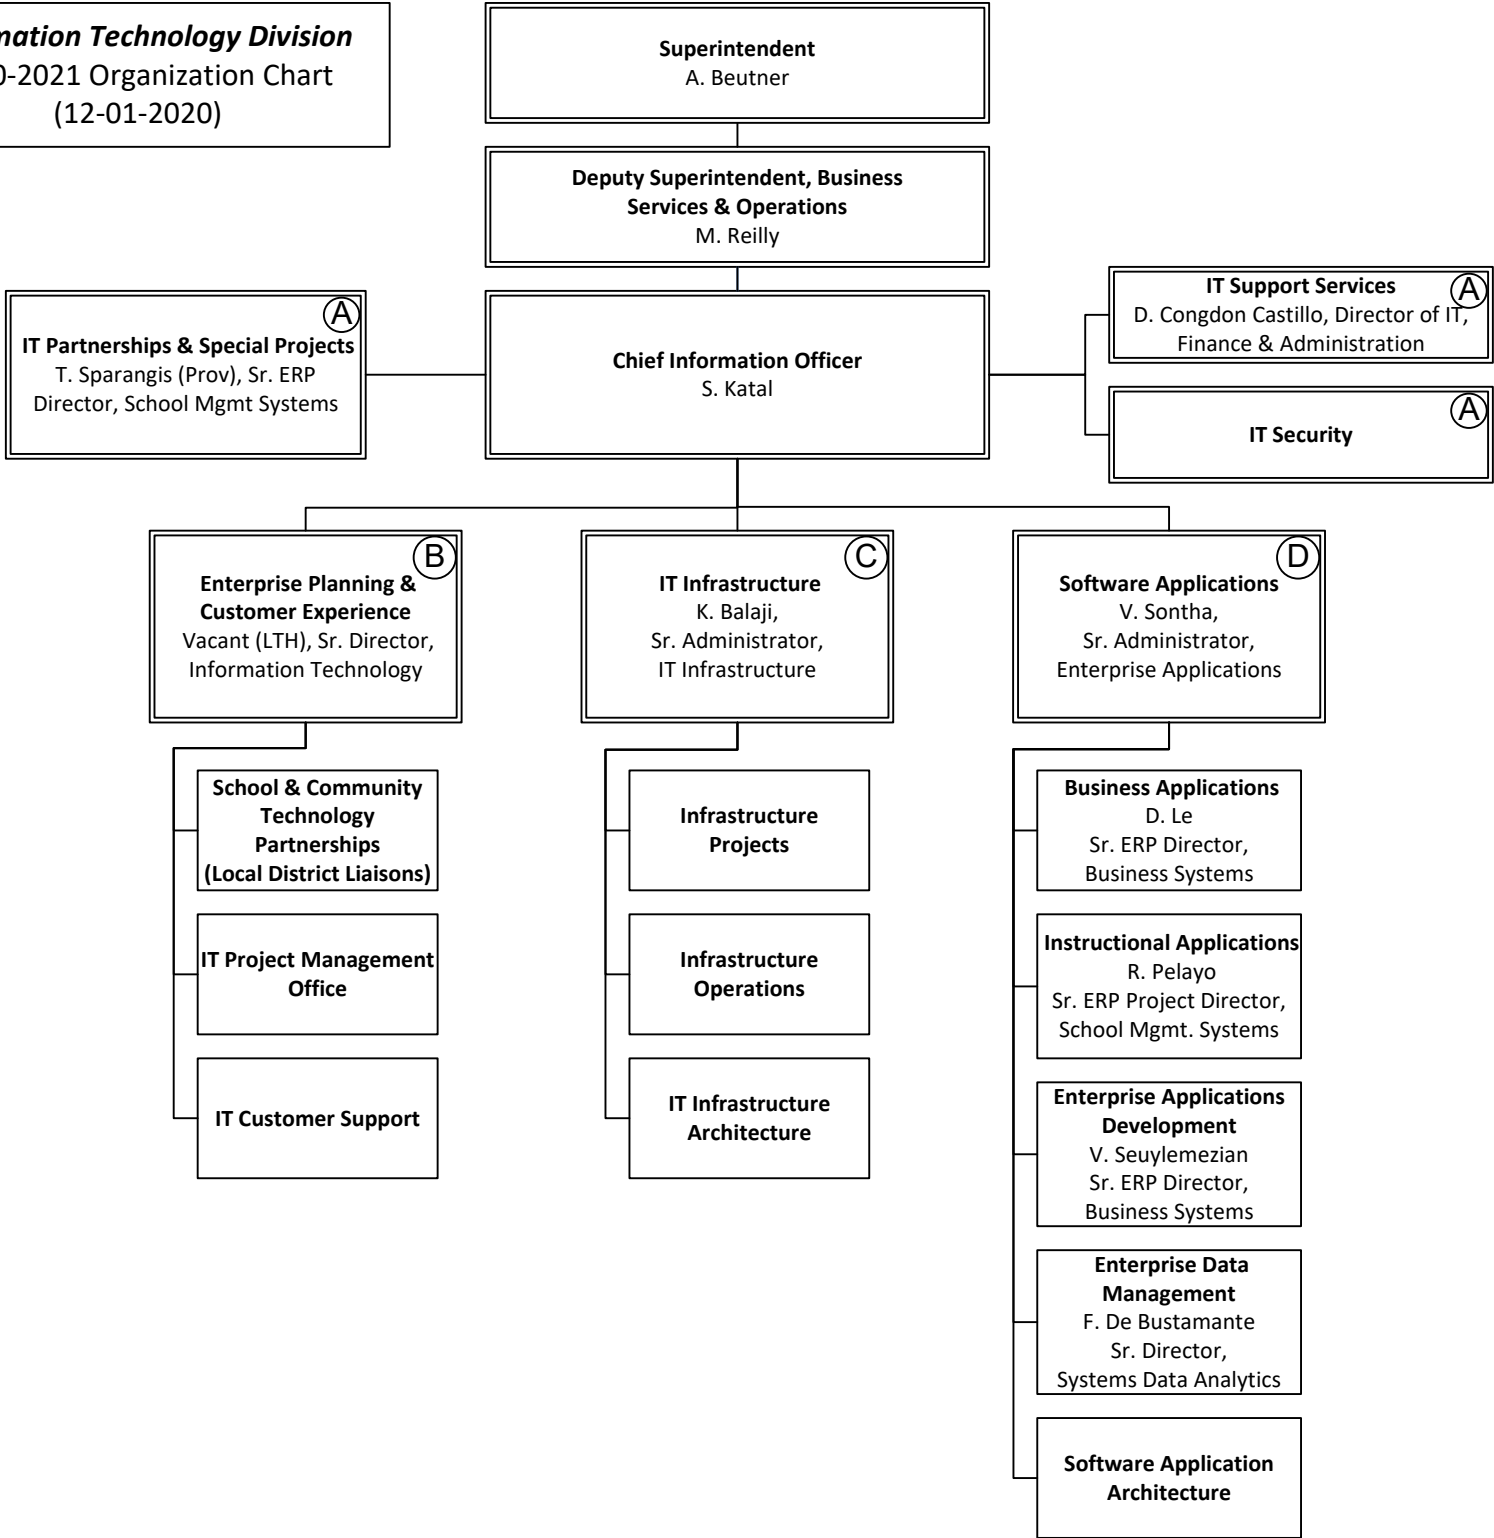 Technology Division
Organization Chart
(12-01-2020)
Superintendent
A. Beutner
Deputy Superintendent, Business
Services & Operations
M. Reilly
A
IT Partnerships & Special Projects
T. Sparangis (Prov), Sr. ERP
Director, School Mgmt Systems
Chief Information Officer
S. Katal
A
IT Support Services
D. Congdon Castillo, Director of IT,
Finance & Administration
A
IT Security
B
Enterprise Planning &
Customer Experience
Vacant (LTH), Sr. Director,
Information Technology
C
IT Infrastructure
K. Balaji,
Sr. Administrator,
IT Infrastructure
D
Software Applications
V. Sontha,
Sr. Administrator,
Enterprise Applications
School & Community
Technology
Partnerships
(Local District Liaisons)
IT Project Management
Office
IT Customer Support
Infrastructure
Projects
Infrastructure
Operations
IT Infrastructure
Architecture
Business Applications
D. Le
Sr. ERP Director,
Business Systems
Instructional Applications
R. Pelayo
Sr. ERP Project Director,
School Mgmt. Systems
Enterprise Applications
Development
V. Seuylemezian
Sr. ERP Director,
Business Systems
Enterprise Data
Management
F. De Bustamante
Sr. Director,
Systems Data Analytics
Software Application
Architecture